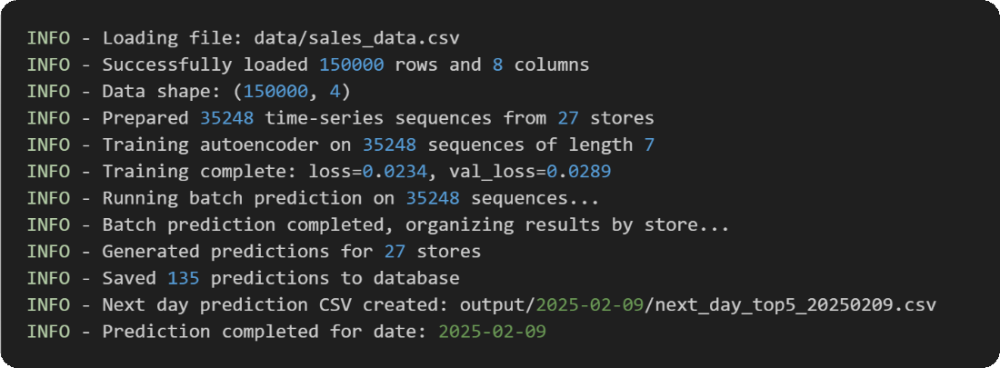 INFO - Loading file: data/sales_data.csv
INFO - Successfully loaded 150000 rows and 8 columns
INFO - Data shape: (150000, 4)
INFO - Prepared 35248 time-series sequences from 27 stores
INFO - Training autoencoder on 35248 sequences of length 7
INFO - Training complete: loss=0.0234, val_loss=0.0289
INFO - Running batch prediction on 35248 sequences...
INFO - Batch prediction completed, organizing results by store...
INFO - Generated predictions for 27 stores
INFO - Saved 135 predictions to database
INFO - Next day prediction CSV created: output/2025-02-09/next_day_top5_20250209.csv
INFO - Prediction completed for date: 2025-02-09